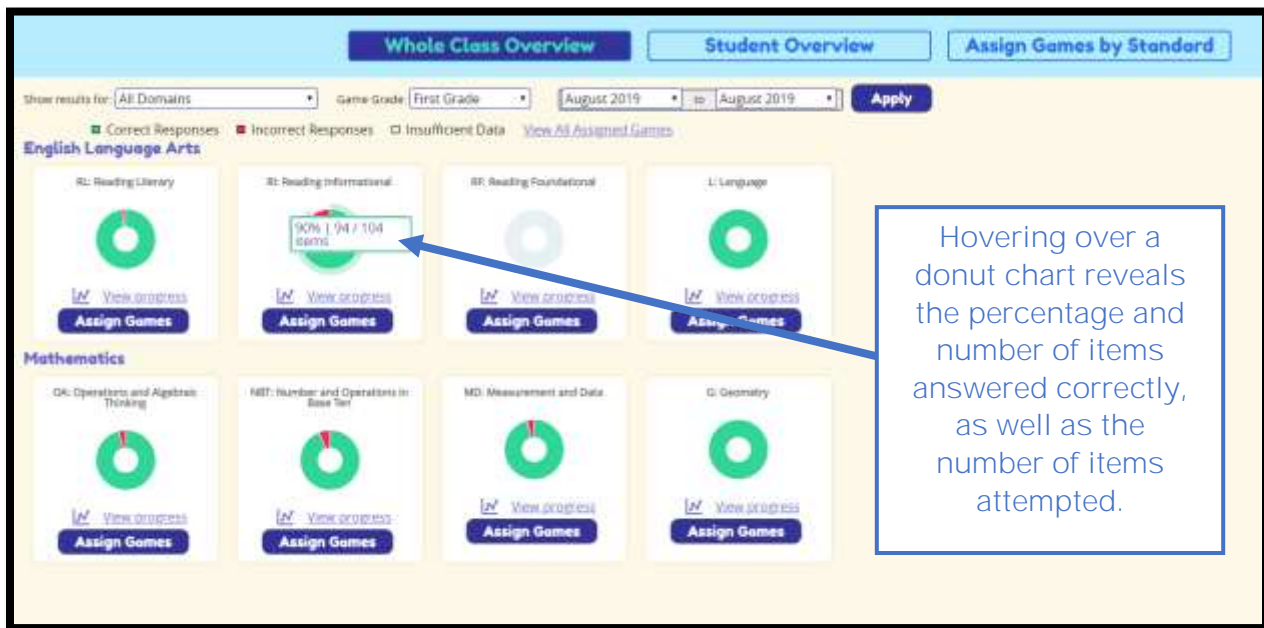 Whole Class Overview
Student Overview
Assign Games by Standard
Show results for: All Domains
Game Grade: First Grade
August 2019 to August 2019
Apply
Correct Responses Incorrect Responses Insufficient Data View All Assigned Games
English Language Arts
RL: Reading Literary
RI: Reading Informational
RF: Reading Foundational
L: Language
90% | 94 / 104
items
View progress
View progress
View progress
View progress
Assign Games
Assign Games
Assign Games
Assign Games
Mathematics
OA: Operations and Algebraic
Thinking
NBT: Number and Operations in
Base Ten
MD: Measurement and Data
G: Geometry
View progress
View progress
View progress
View progress
Assign Games
Assign Games
Assign Games
Assign Games
Hovering over a
donut chart reveals
the percentage and
number of items
answered correctly,
as well as the
number of items
attempted.